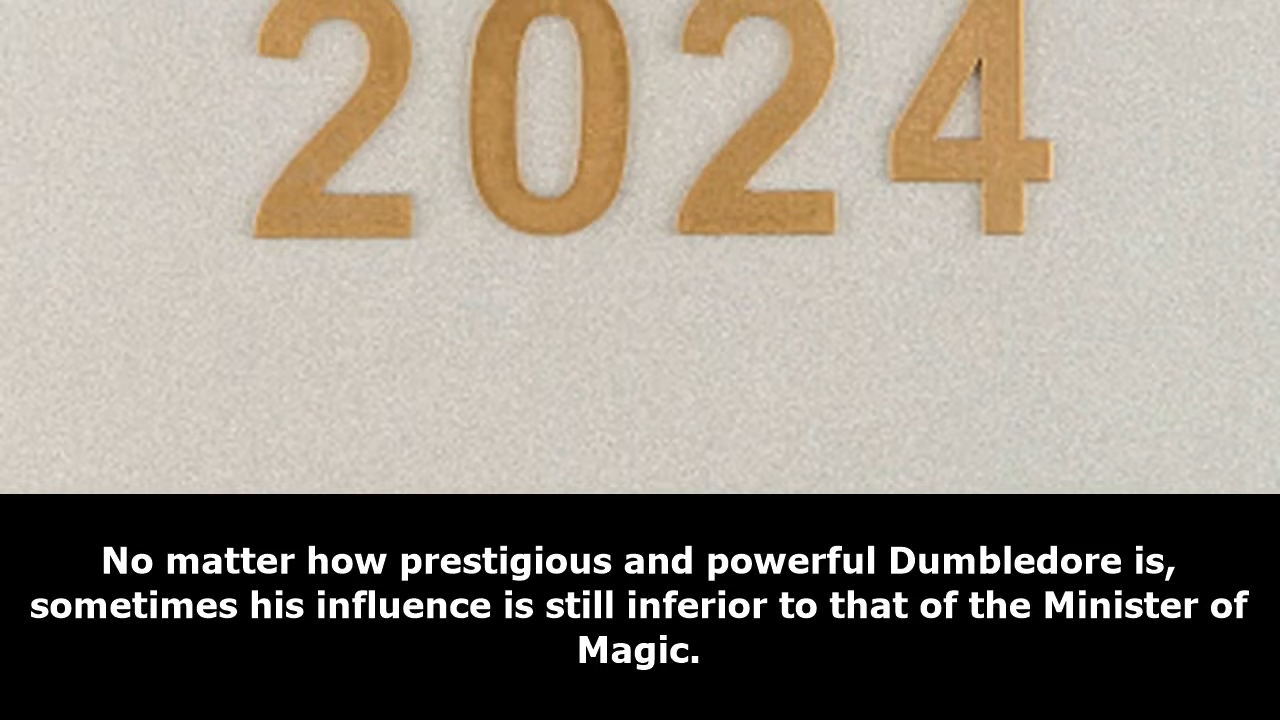 2024
No matter how prestigious and powerful Dumbledore is,
sometimes his influence is still inferior to that of the Minister of
Magic.